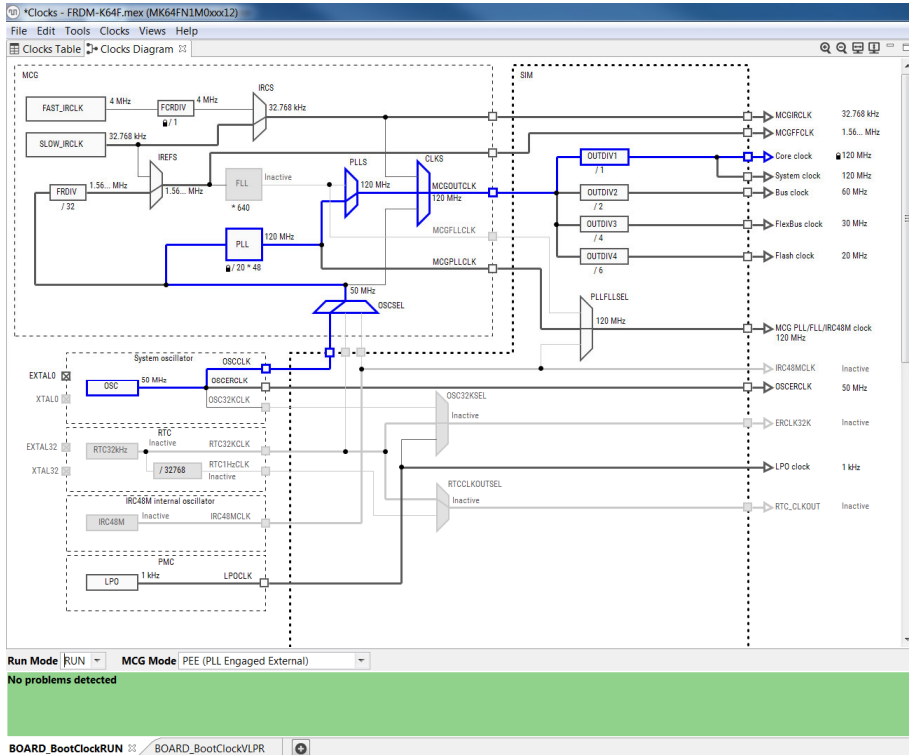 *Clocks - FRDM-K64F.mex (MK64FN1M0xxx12)
File Edit Tools Clocks Views Help
Clocks Table Clocks Diagram
MCG
SIM
IRCS
FAST_IRCLK 4 MHz FCRDIV 4 MHz
/ 1
32.768 kHz
MCGIRCLK 32.768 kHz
SLOW_IRCLK 32.768 kHz
MCGFFCLK 1.56... MHz
IREFS
PLLS
CLKS
OUTDIV1
/ 1
Core clock 120 MHz
System clock 120 MHz
FRDIV 1.56... MHz
/ 32
1.56... MHz
FLL Inactive
* 640
120 MHz
MCGOUTCLK
120 MHz
OUTDIV2
/ 2
Bus clock 60 MHz
OUTDIV3
/ 4
FlexBus clock 30 MHz
MCGFLLCLK
PLL 120 MHz
/ 20 * 48
OUTDIV4
/ 6
Flash clock 20 MHz
MCGPLLCLK
50 MHz
OSCSEL
PLLFLLSEL
120 MHz
MCG PLL/FLL/IRC48M clock
120 MHz
System oscillator
OSCCLK
IRC48MCLK Inactive
EXTAL0
OSC 50 MHz
OSCERCLK
OSCERCLK 50 MHz
XTAL0
OSC32KCLK
OSC32KSEL
Inactive
ERCLK32K Inactive
RTC
EXTAL32
RTC32kHz Inactive
RTC32KCLK
XTAL32
/ 32768
RTC1HzCLK
Inactive
LPO clock 1 kHz
RTCCLKOUTSEL
Inactive
RTC_CLKOUT Inactive
IRC48M internal oscillator
IRC48M Inactive
IRC48MCLK
PMC
LPO 1 kHz
LPOCLK
Run Mode RUN MCG Mode PEE (PLL Engaged External)
No problems detected
BOARD_BootClockRUN BOARD_BootClockVLPR